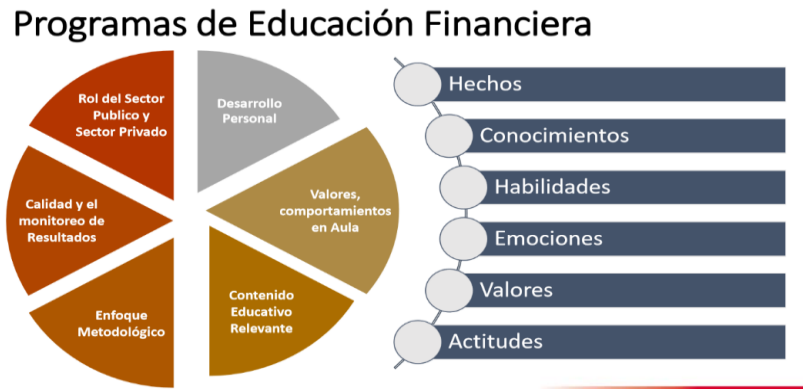 Programas de Educación Financiera
Rol del Sector
Publico y
Sector Privado
Desarrollo
Personal
Valores,
comportamientos
en Aula
Contenido
Educativo
Relevante
Enfoque
Metodológico
Calidad y el
monitoreo de
Resultados
Hechos
Conocimientos
Habilidades
Emociones
Valores
Actitudes